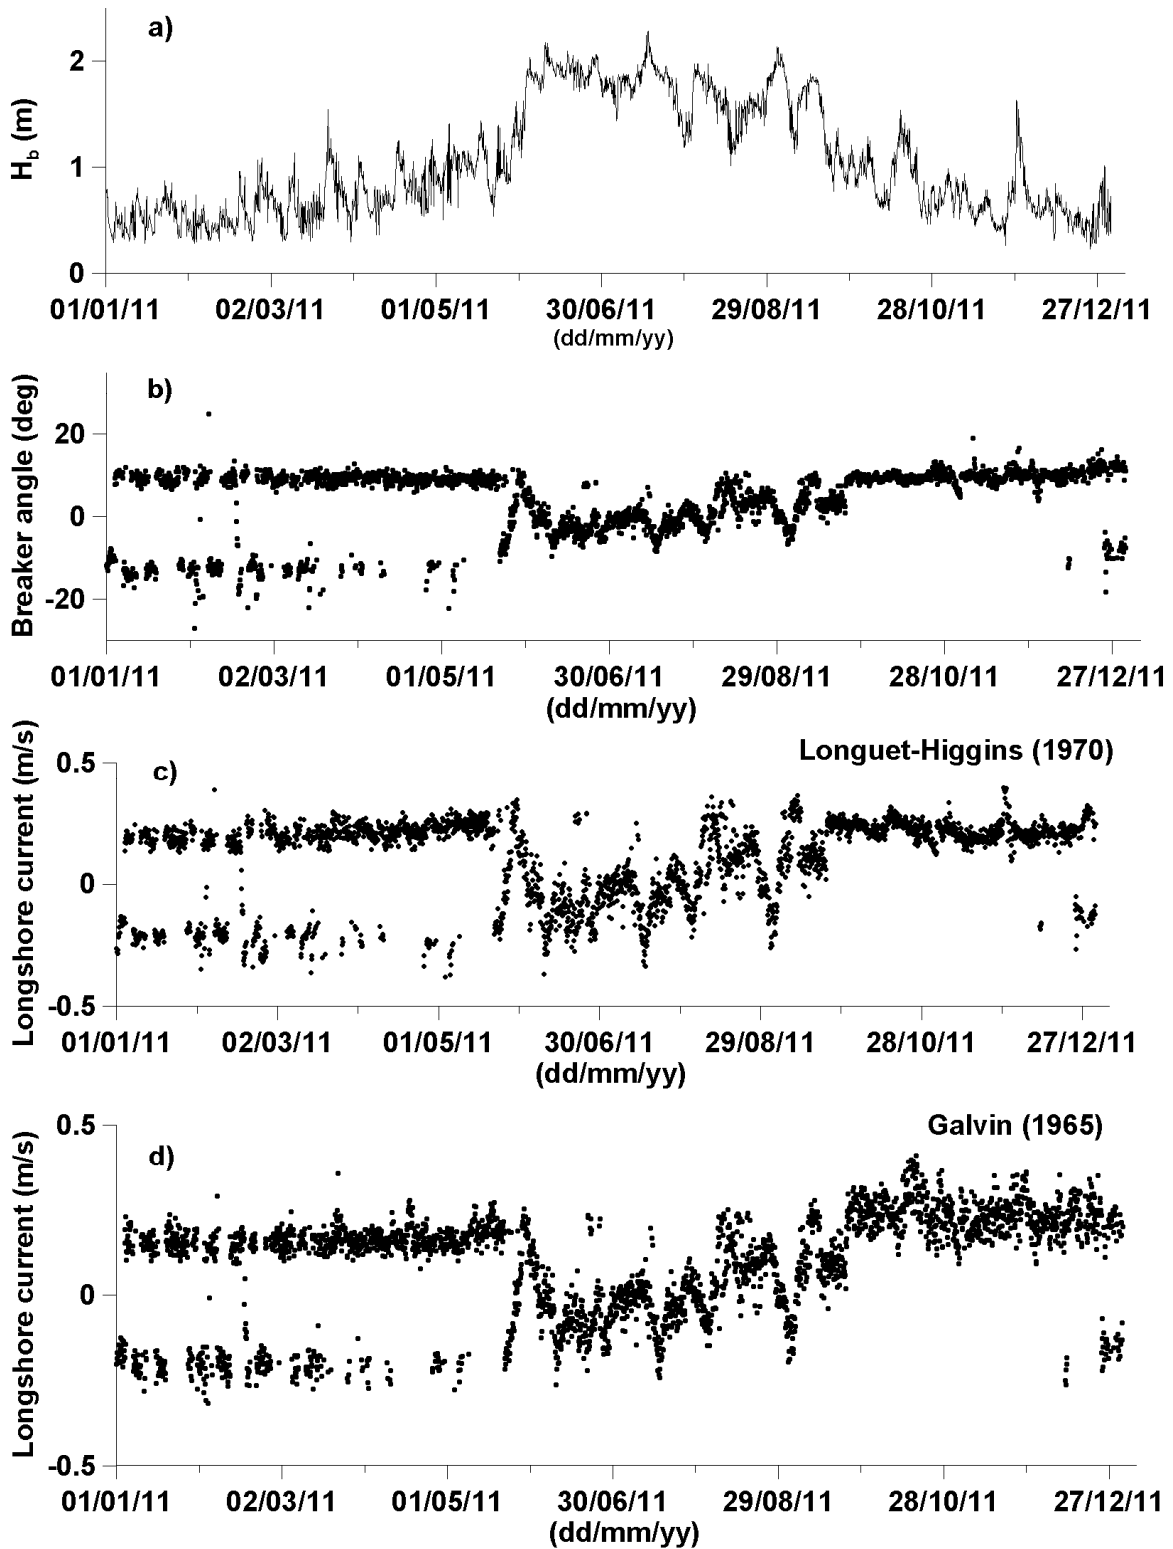 a)
H_b (m)
2
1
0
01/01/11 02/03/11 01/05/11 30/06/11 29/08/11 28/10/11 27/12/11
(dd/mm/yy)
b)
Breaker angle (deg)
20
0
-20
01/01/11 02/03/11 01/05/11 30/06/11 29/08/11 28/10/11 27/12/11
(dd/mm/yy)
Longuet-Higgins (1970)
c)
Longshore current (m/s)
0.5
0
-0.5
01/01/11 02/03/11 01/05/11 30/06/11 29/08/11 28/10/11 27/12/11
(dd/mm/yy)
Galvin (1965)
d)
Longshore current (m/s)
0.5
0
-0.5
01/01/11 02/03/11 01/05/11 30/06/11 29/08/11 28/10/11 27/12/11
(dd/mm/yy)